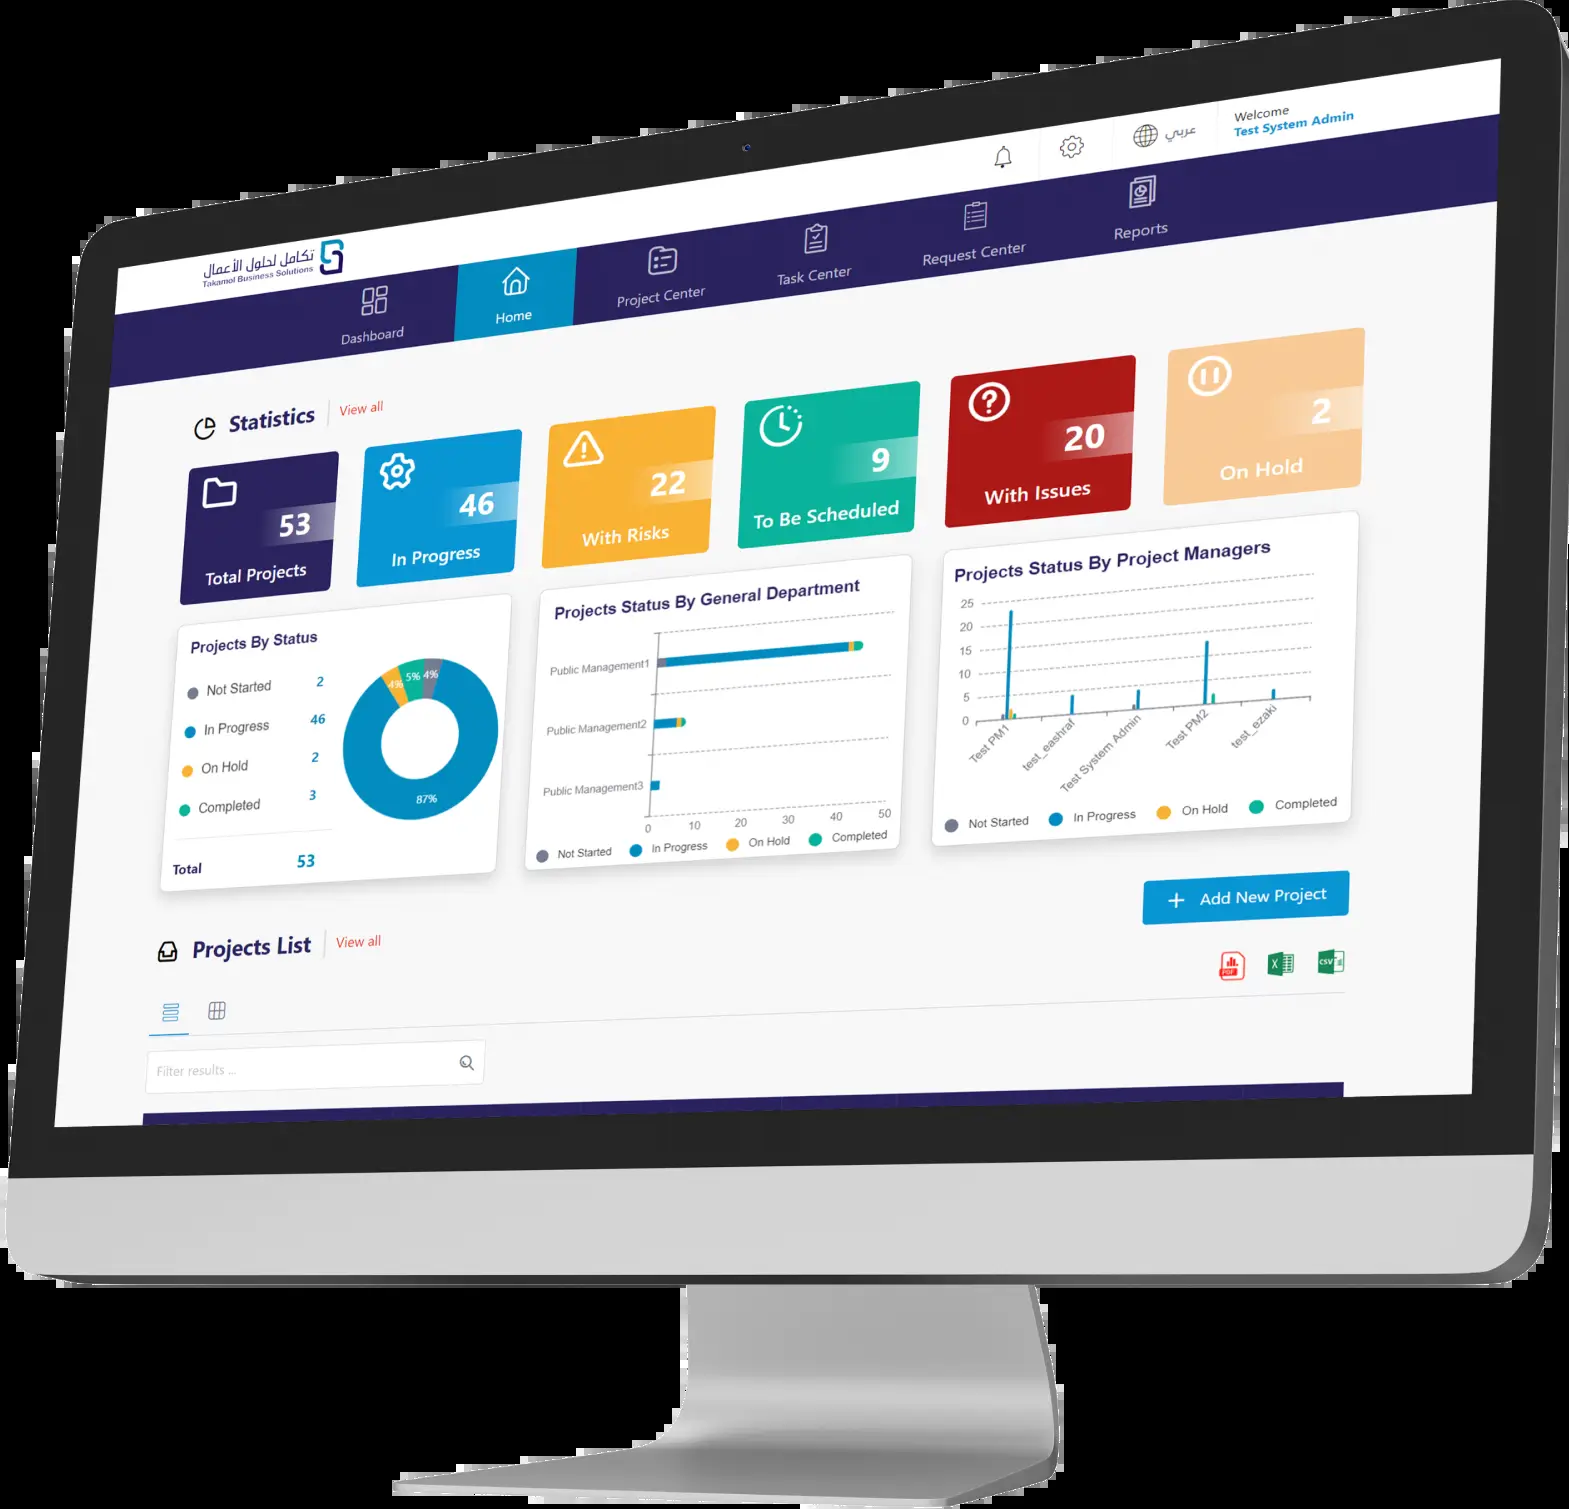 Welcome
Test System Admin
عربي
تكامل لحلول الأعمال
Takamol Business Solutions
Dashboard
Home
Project Center
Task Center
Request Center
Reports
Statistics
View all
53
Total Projects
46
In Progress
22
With Risks
9
To Be Scheduled
20
With Issues
2
On Hold
Projects By Status
Not Started 2
In Progress 46
On Hold 2
Completed 3
Total 53
4% 5% 4%
87%
Projects Status By General Department
Public Management1
Public Management2
Public Management3
0 10 20 30 40 50
Not Started In Progress On Hold Completed
Projects Status By Project Managers
25
20
15
10
5
0
Test PM1
test_eashraf
Test System Admin
Test PM2
test_ezaki
Not Started In Progress On Hold Completed
+ Add New Project
Projects List
View all
PDF
X
CSV
Filter results ...